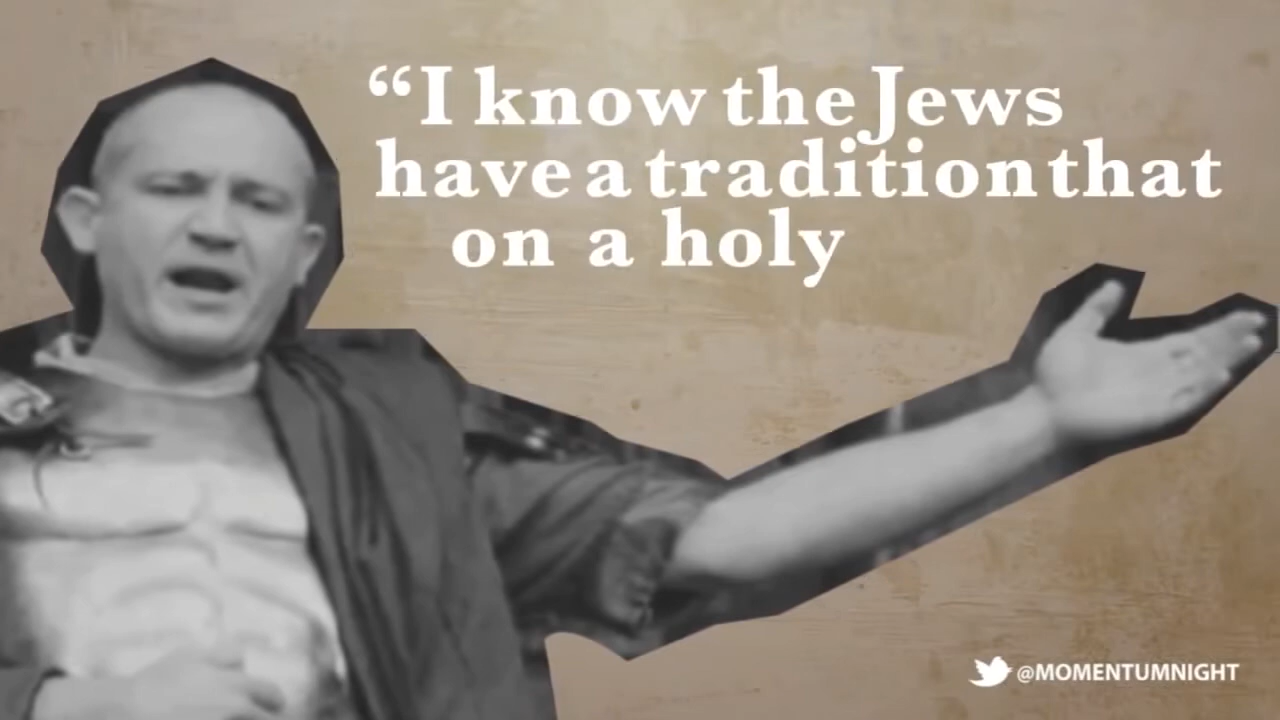 “I know the Jews
have a tradition that
on a holy
@MOMENTUMNIGHT